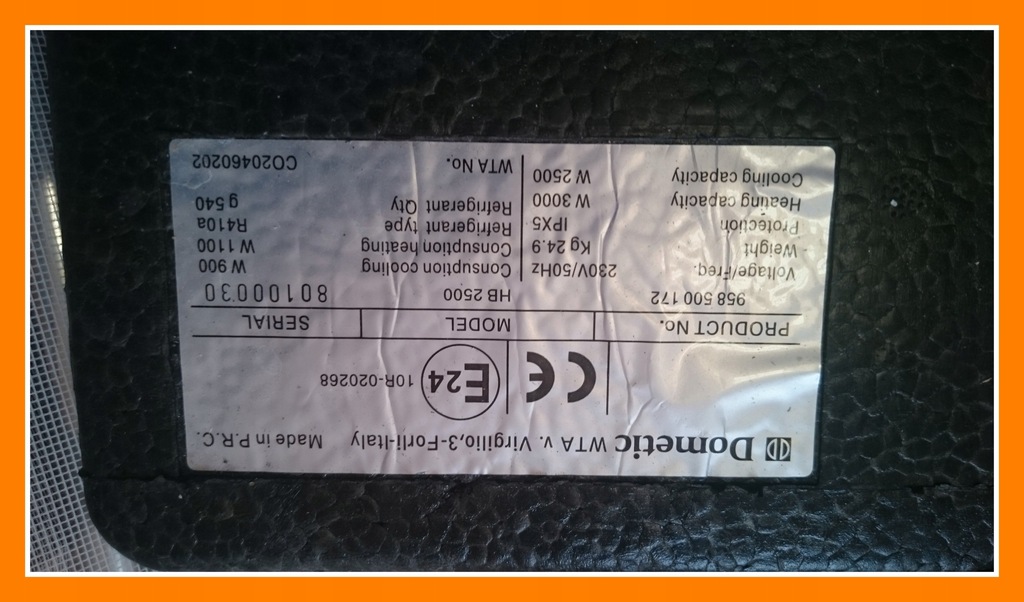 Dometic WTA v. Virgilio,3-Forlì-Italy Made in P.R.C.
CE E24 10R-020268
PRODUCT No. MODEL SERIAL
958 500 172 HB 2500 80100030
Voltage/Freq. 230V/50Hz Consuption cooling W 900
Weight Kg 24.9 Consuption heating W 1100
Protection IPX5 Refrigerant type R410a
Heating capacity W 3000 Refrigerant Qty g 540
Cooling capacity W 2500 WTA No. CO20460202